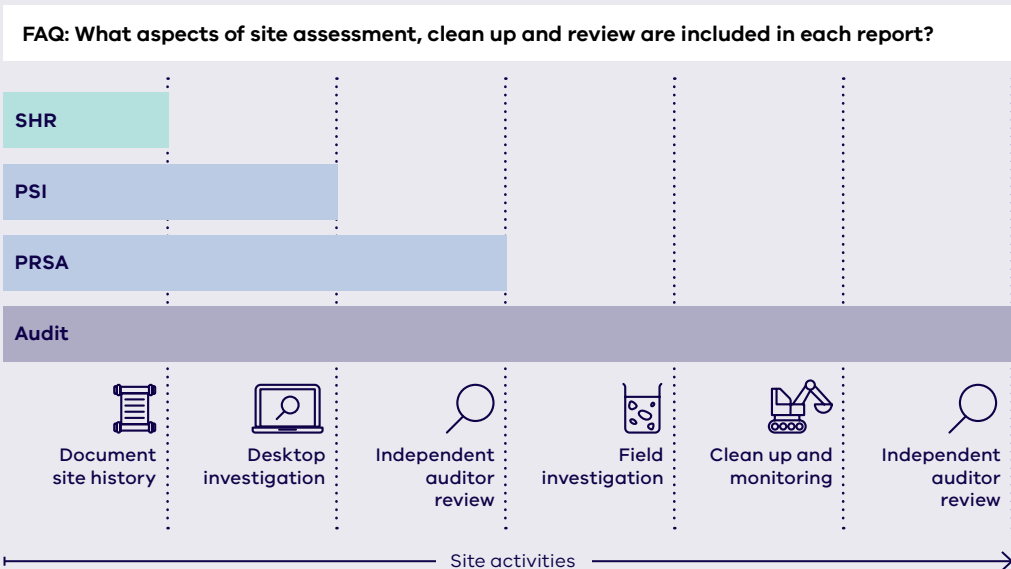 FAQ: What aspects of site assessment, clean up and review are included in each report?
SHR
PSI
PRSA
Audit
Document
site history
Desktop
investigation
Independent
auditor
review
Field
investigation
Clean up and
monitoring
Independent
auditor
review
Site activities